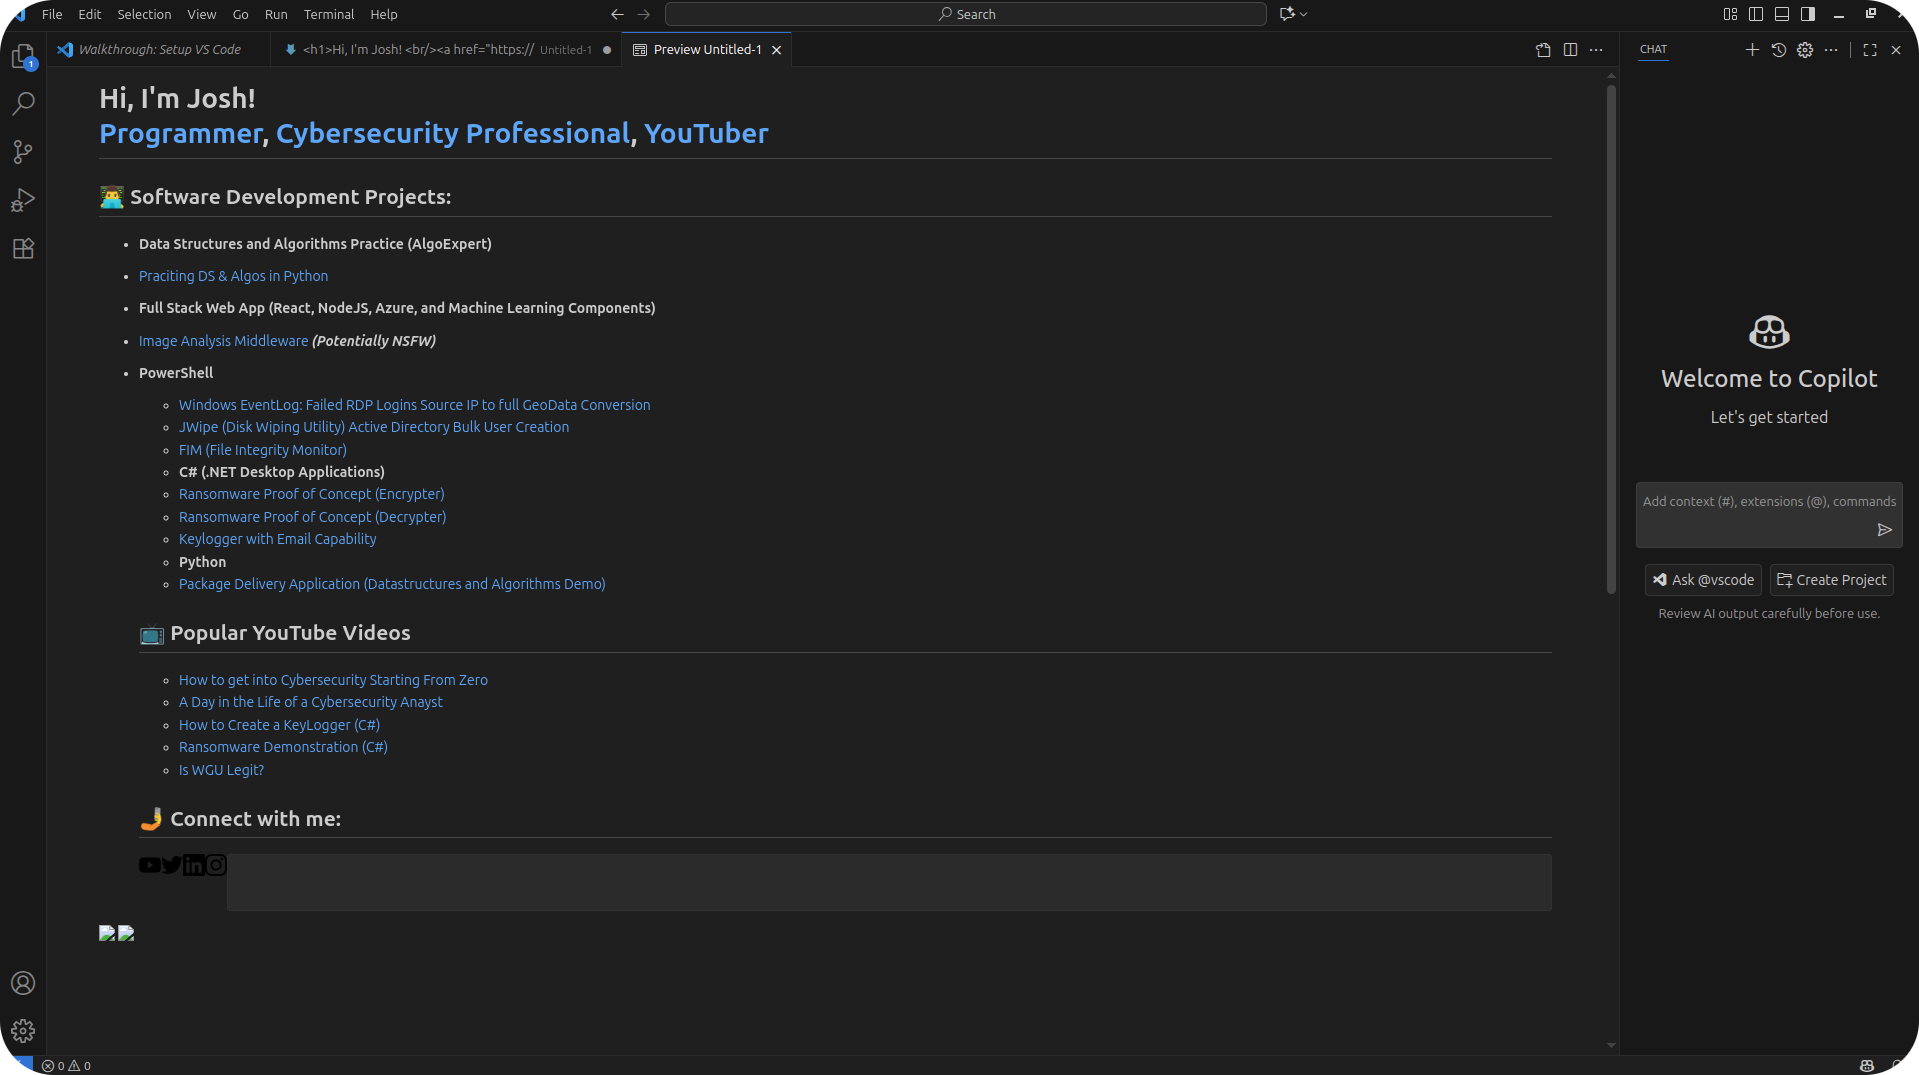 File Edit Selection View Go Run Terminal Help
Search
Walkthrough: Setup VS Code
<h1>Hi, I'm Josh! <br/><a href="https:// Untitled-1
Preview Untitled-1
CHAT
1
Hi, I'm Josh!
Programmer, Cybersecurity Professional, YouTuber
Software Development Projects:
Data Structures and Algorithms Practice (AlgoExpert)
Praciting DS & Algos in Python
Full Stack Web App (React, NodeJS, Azure, and Machine Learning Components)
Image Analysis Middleware (Potentially NSFW)
PowerShell
Windows EventLog: Failed RDP Logins Source IP to full GeoData Conversion
JWipe (Disk Wiping Utility) Active Directory Bulk User Creation
FIM (File Integrity Monitor)
C# (.NET Desktop Applications)
Ransomware Proof of Concept (Encrypter)
Ransomware Proof of Concept (Decrypter)
Keylogger with Email Capability
Python
Package Delivery Application (Datastructures and Algorithms Demo)
Popular YouTube Videos
How to get into Cybersecurity Starting From Zero
A Day in the Life of a Cybersecurity Anayst
How to Create a KeyLogger (C#)
Ransomware Demonstration (C#)
Is WGU Legit?
Connect with me:
in
Welcome to Copilot
Let's get started
Add context (#), extensions (@), commands
Ask @vscode
Create Project
Review AI output carefully before use.
0 0